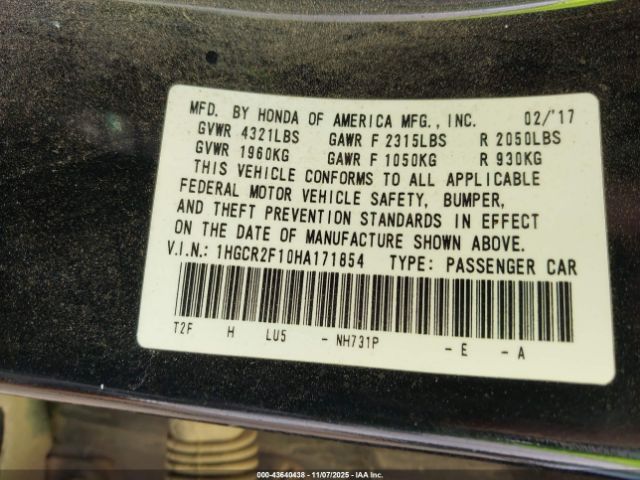 MFD. BY HONDA OF AMERICA MFG., INC. 02/'17
GVWR 4321LBS GAWR F 2315LBS R 2050LBS
GVWR 1960KG GAWR F 1050KG R 930KG
THIS VEHICLE CONFORMS TO ALL APPLICABLE
FEDERAL MOTOR VEHICLE SAFETY, BUMPER,
AND THEFT PREVENTION STANDARDS IN EFFECT
ON THE DATE OF MANUFACTURE SHOWN ABOVE.
V.I.N.: 1HGCR2F10HA171854 TYPE: PASSENGER CAR
T2F H LU5 - NH731P - E - A
000-43640438 - 11/07/2025 - IAA Inc.